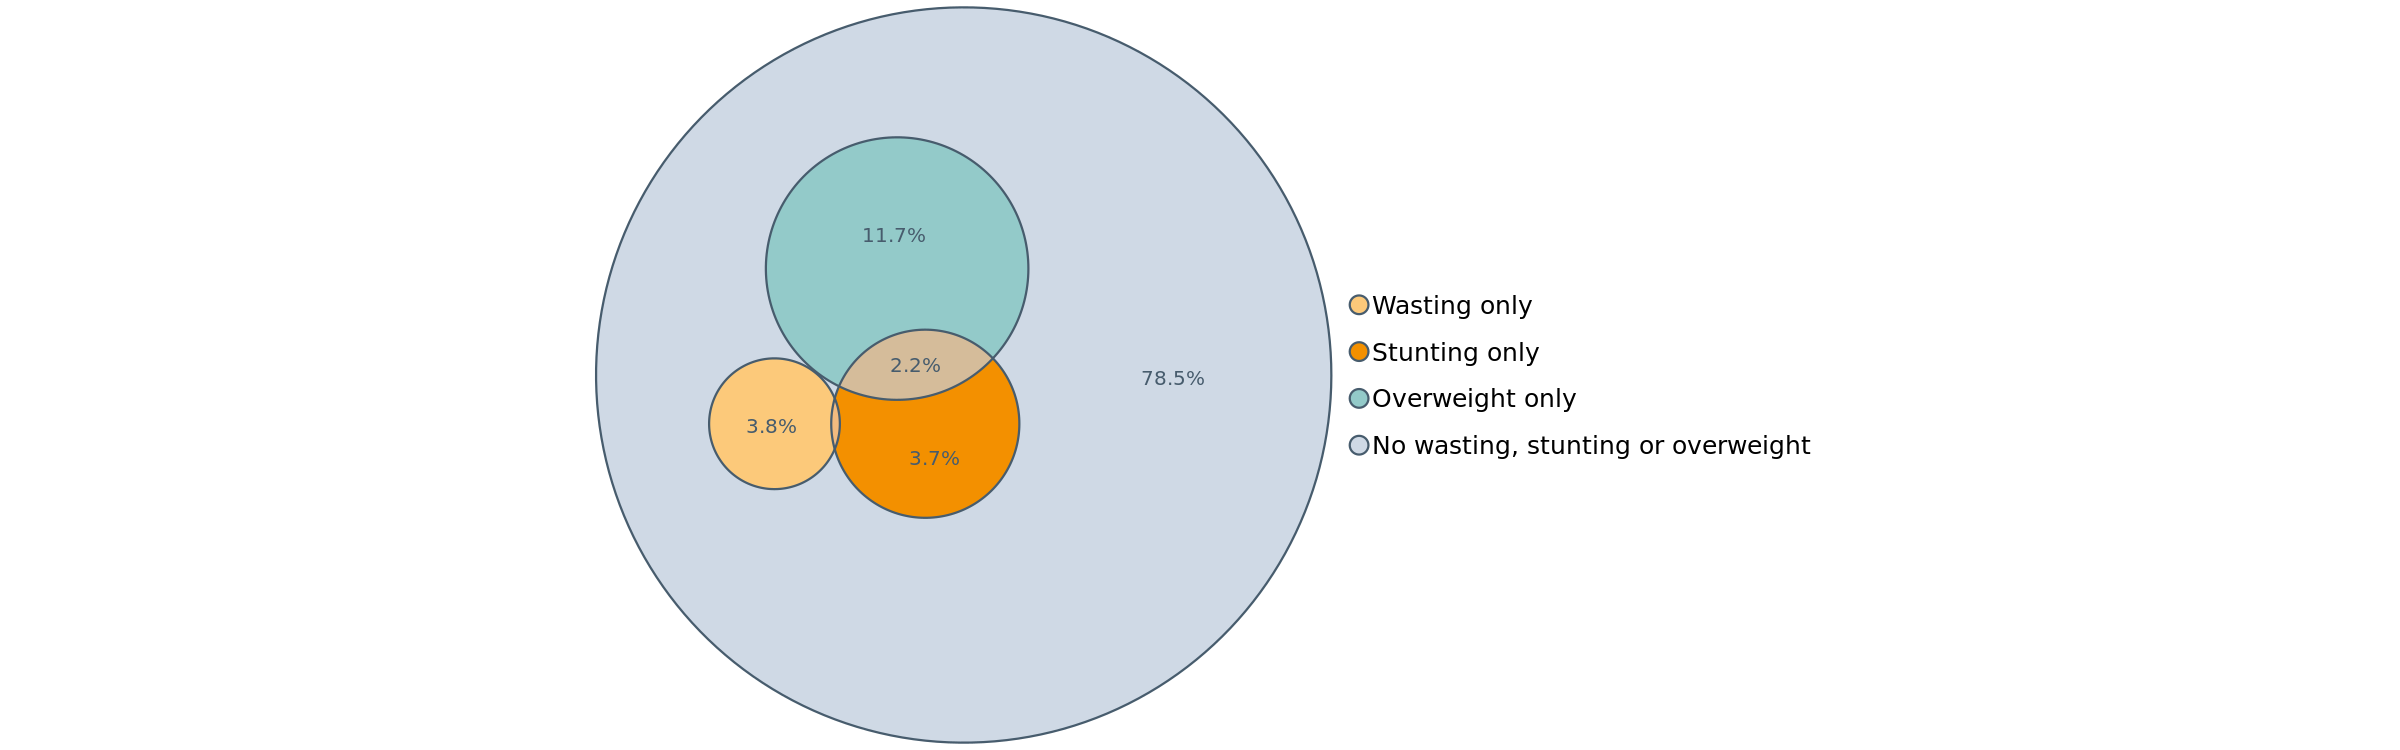 11.7%
2.2%
78.5%
3.8%
3.7%
Wasting only
Stunting only
Overweight only
No wasting, stunting or overweight